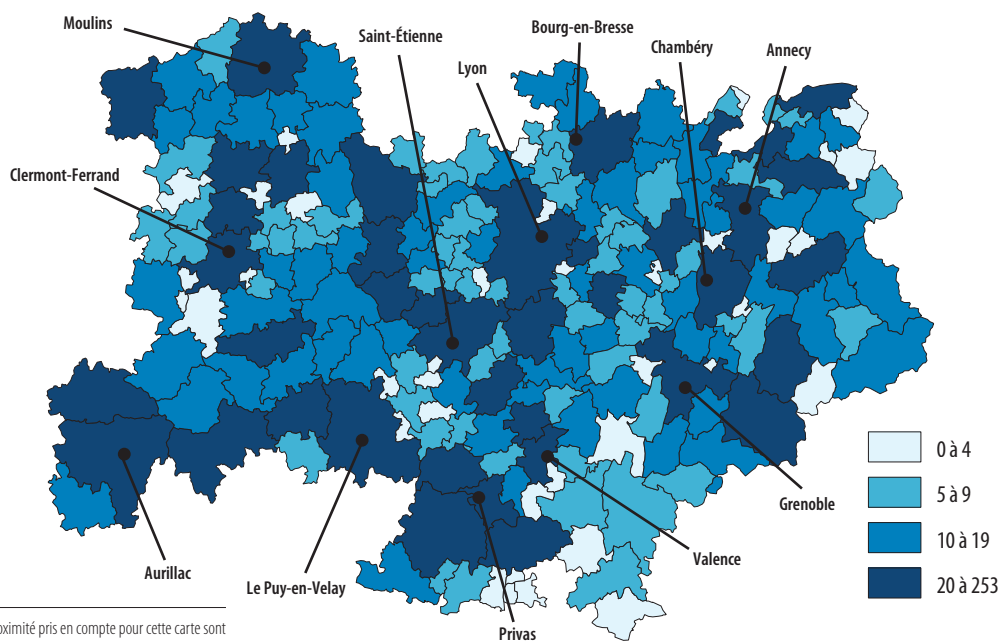 Moulins
Saint-Étienne
Bourg-en-Bresse
Lyon
Chambéry
Annecy
Clermont-Ferrand
0 à 4
5 à 9
10 à 19
20 à 253
Grenoble
Valence
Aurillac
Le Puy-en-Velay
Privas
pris en compte pour cette carte sont